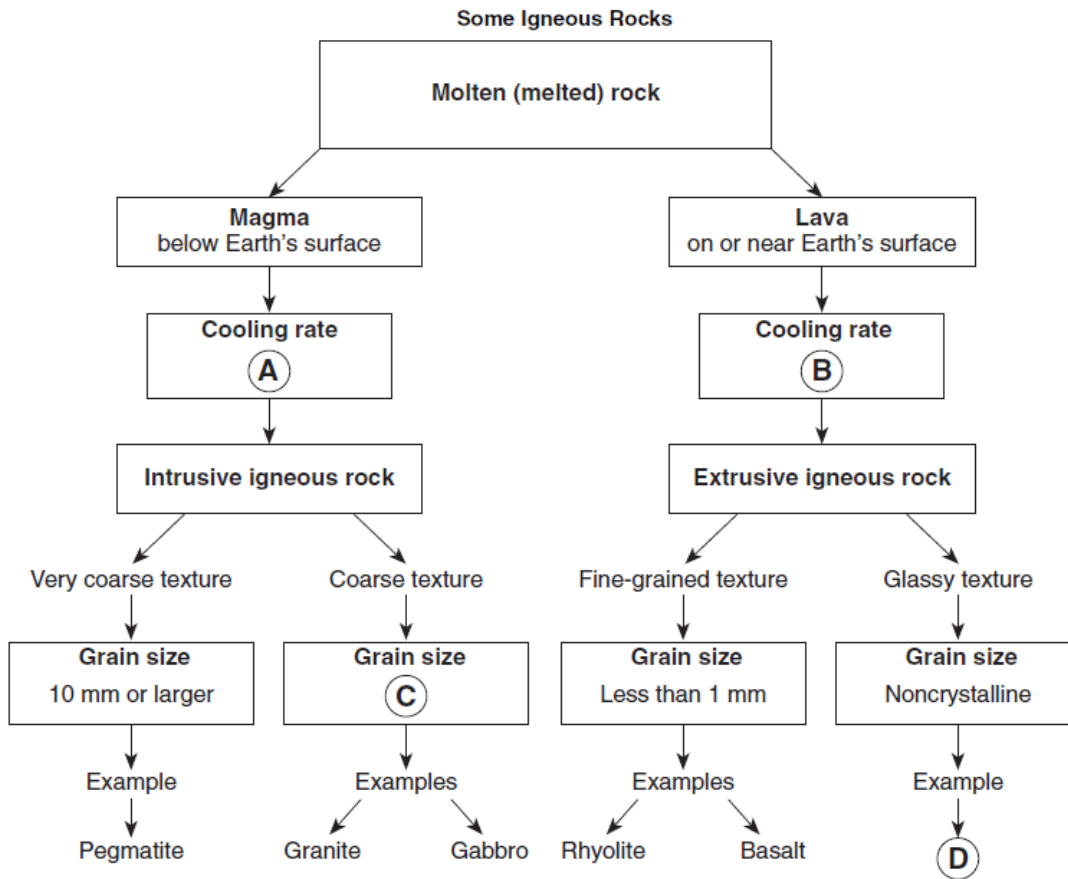 Some Igneous Rocks
Molten (melted) rock
Magma
below Earth's surface
Lava
on or near Earth's surface
Cooling rate
A
Cooling rate
B
Intrusive igneous rock
Extrusive igneous rock
Very coarse texture
Coarse texture
Fine-grained texture
Glassy texture
Grain size
10 mm or larger
Grain size
C
Grain size
Less than 1 mm
Grain size
Noncrystalline
Example
Examples
Examples
Example
Pegmatite
Granite
Gabbro
Rhyolite
Basalt
D